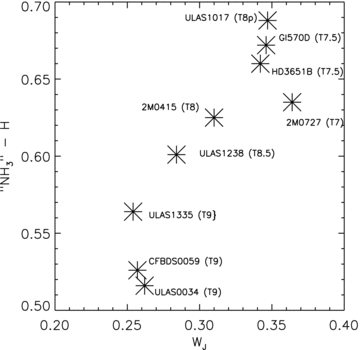 0.70
ULAS1017 (T8p)
Gl570D (T7.5)
0.65
HD3651B (T7.5)
2M0415 (T8)
2M0727 (T7)
"NH3" - H
0.60
ULAS1238 (T8.5)
ULAS1335 (T9}
0.55
CFBDS0059 (T9)
ULAS0034 (T9)
0.50
0.20 0.25 0.30 0.35 0.40
WJ